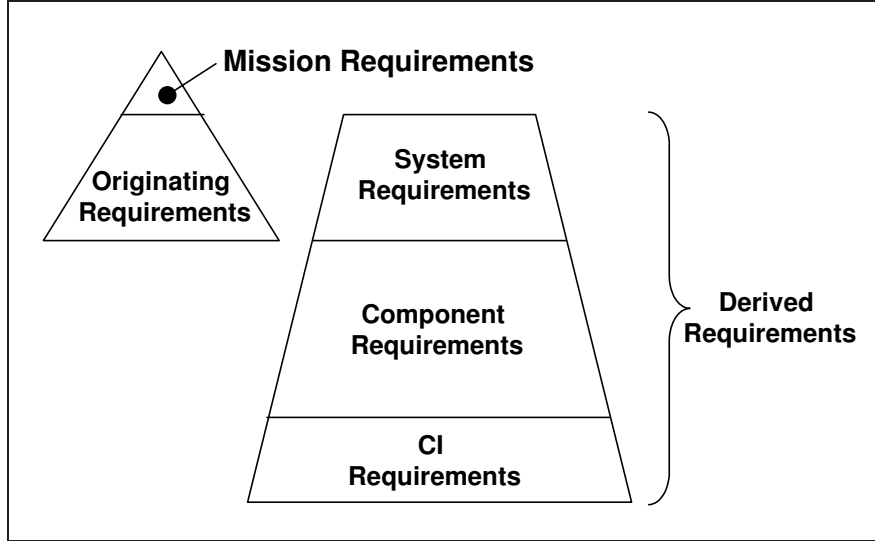 Mission Requirements
Originating
Requirements
System
Requirements
Component
Requirements
CI
Requirements
Derived
Requirements